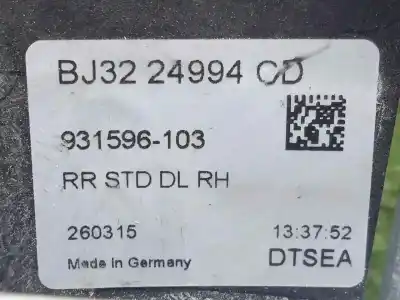 BJ32 24994 CD
931596-103
RR STD DL RH
260315 13:37:52
Made in Germany DTSEA